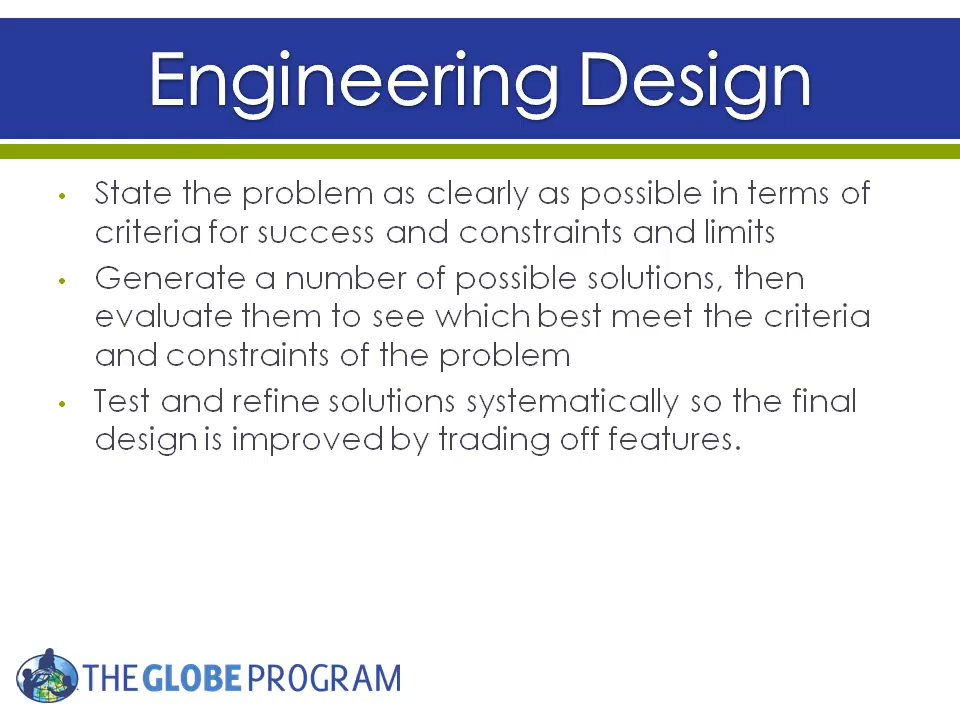 Engineering Design
• State the problem as clearly as possible in terms of
criteria for success and constraints and limits
• Generate a number of possible solutions, then
evaluate them to see which best meet the criteria
and constraints of the problem
• Test and refine solutions systematically so the final
design is improved by trading off features.
THE GLOBE PROGRAM